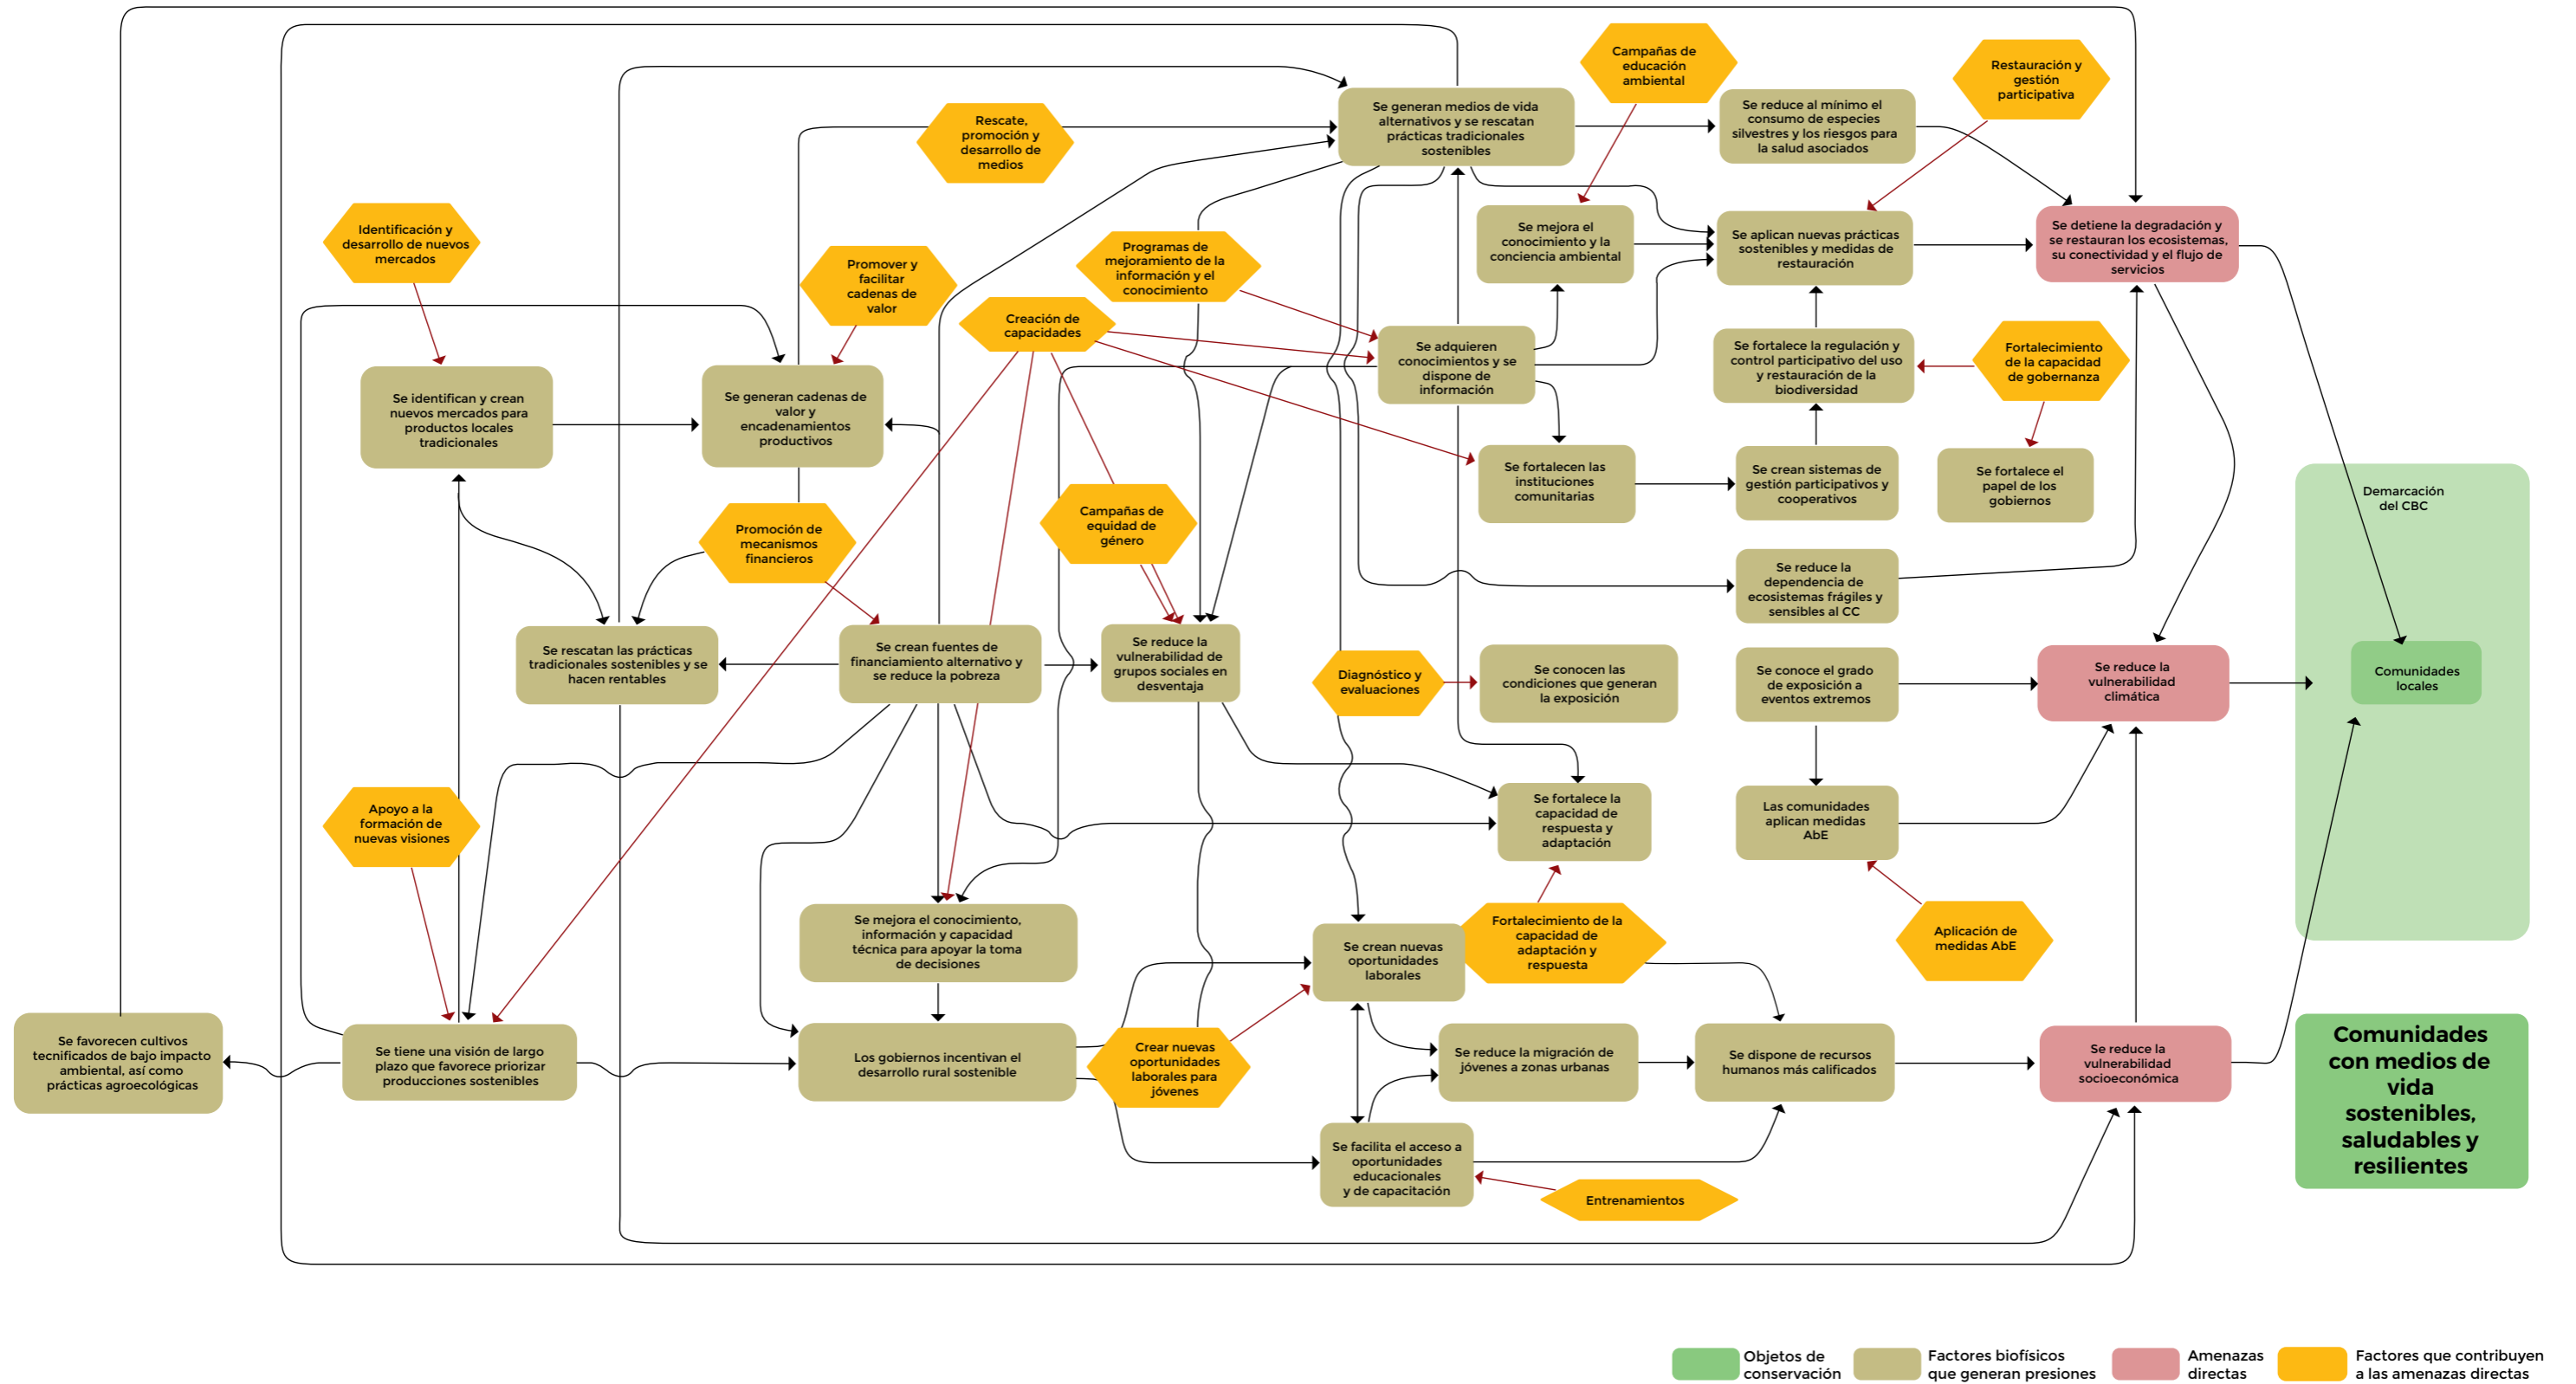 Campañas de
educación
ambiental
Restauración y
gestión
participativa
Rescate,
promoción y
desarrollo de
medios
Se generan medios de vida
alternativos y se rescatan
prácticas tradicionales
sostenibles
Se reduce al mínimo el
consumo de especies
silvestres y los riesgos para
la salud asociados
Identificación y
desarrollo de nuevos
mercados
Promover y
facilitar
cadenas de
valor
Programas de
mejoramiento de la
información y el
conocimiento
Se mejora el
conocimiento y la
conciencia ambiental
Se aplican nuevas prácticas
sostenibles y medidas de
restauración
Se detiene la degradación y
se restauran los ecosistemas,
su conectividad y el flujo de
servicios
Creación de
capacidades
Se adquieren
conocimientos y se
dispone de
información
Se fortalece la regulación y
control participativo del uso
y restauración de la
biodiversidad
Fortalecimiento
de la capacidad
de gobernanza
Se identifican y crean
nuevos mercados para
productos locales
tradicionales
Se generan cadenas de
valor y
encadenamientos
productivos
Se fortalecen las
instituciones
comunitarias
Se crean sistemas de
gestión participativos y
cooperativos
Se fortalece el
papel de los
gobiernos
Demarcación
del CBC
Promoción de
mecanismos
financieros
Campañas de
equidad de
género
Se reduce la
dependencia de
ecosistemas frágiles y
sensibles al CC
Se rescatan las prácticas
tradicionales sostenibles y se
hacen rentables
Se crean fuentes de
financiamiento alternativo y
se reduce la pobreza
Se reduce la
vulnerabilidad de
grupos sociales en
desventaja
Diagnóstico y
evaluaciones
Se conocen las
condiciones que generan
la exposición
Se conoce el grado
de exposición a
eventos extremos
Se reduce la
vulnerabilidad
climática
Comunidades
locales
Apoyo a la
formación de
nuevas visiones
Se fortalece la
capacidad de
respuesta y
adaptación
Las comunidades
aplican medidas
AbE
Se mejora el conocimiento,
información y capacidad
técnica para apoyar la toma
de decisiones
Se crean nuevas
oportunidades
laborales
Fortalecimiento de la
capacidad de
adaptación y
respuesta
Aplicación de
medidas AbE
Se favorecen cultivos
tecnificados de bajo impacto
ambiental, así como
prácticas agroecológicas
Se tiene una visión de largo
plazo que favorece priorizar
producciones sostenibles
Los gobiernos incentivan el
desarrollo rural sostenible
Crear nuevas
oportunidades
laborales para
jóvenes
Se reduce la migración de
jóvenes a zonas urbanas
Se dispone de recursos
humanos más calificados
Se reduce la
vulnerabilidad
socioeconómica
Comunidades
con medios de
vida
sostenibles,
saludables y
resilientes
Se facilita el acceso a
oportunidades
educacionales
y de capacitación
Entrenamientos
Objetos de
conservación
Factores biofísicos
que generan presiones
Amenazas
directas
Factores que contribuyen
a las amenazas directas